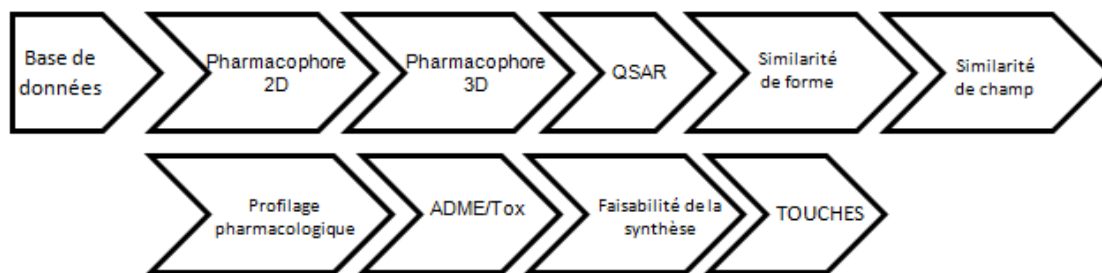 Base de
données
Pharmacophore
2D
Pharmacophore
3D
QSAR
Similarité
de forme
Similarité
de champ
Profilage
pharmacologique
ADME/Tox
Faisabilité de la
synthèse
TOUCHES